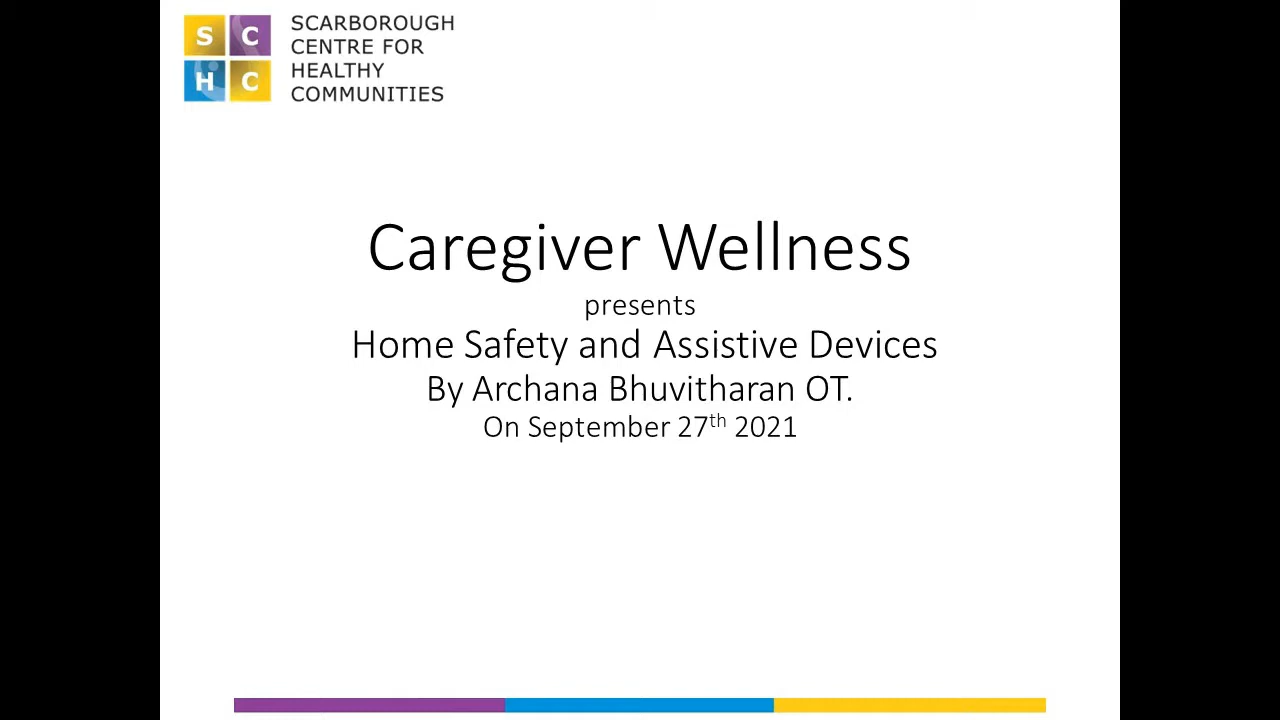 S C
H C
SCARBOROUGH
CENTRE FOR
HEALTHY
COMMUNITIES
Caregiver Wellness
presents
Home Safety and Assistive Devices
By Archana Bhuvitharan OT.
On September 27th 2021